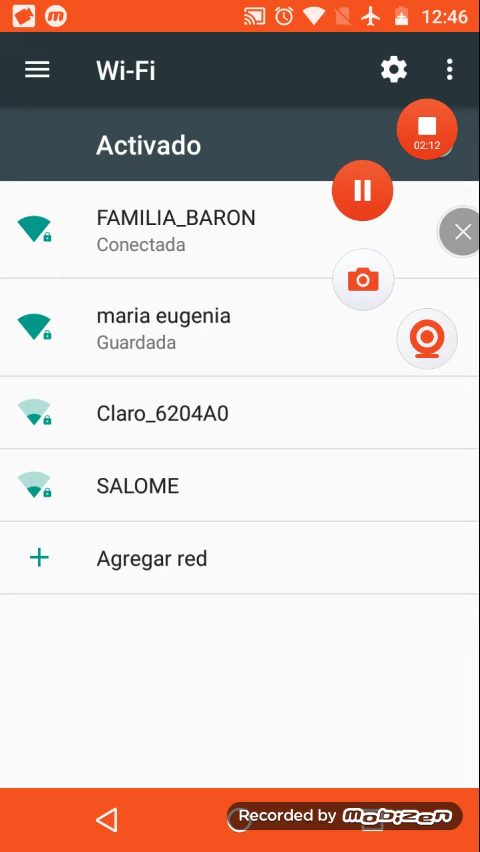 12:46
Wi-Fi
Activado
02:12
FAMILIA_BARON
Conectada
maria eugenia
Guardada
Claro_6204A0
SALOME
Agregar red
Recorded by Mobizen